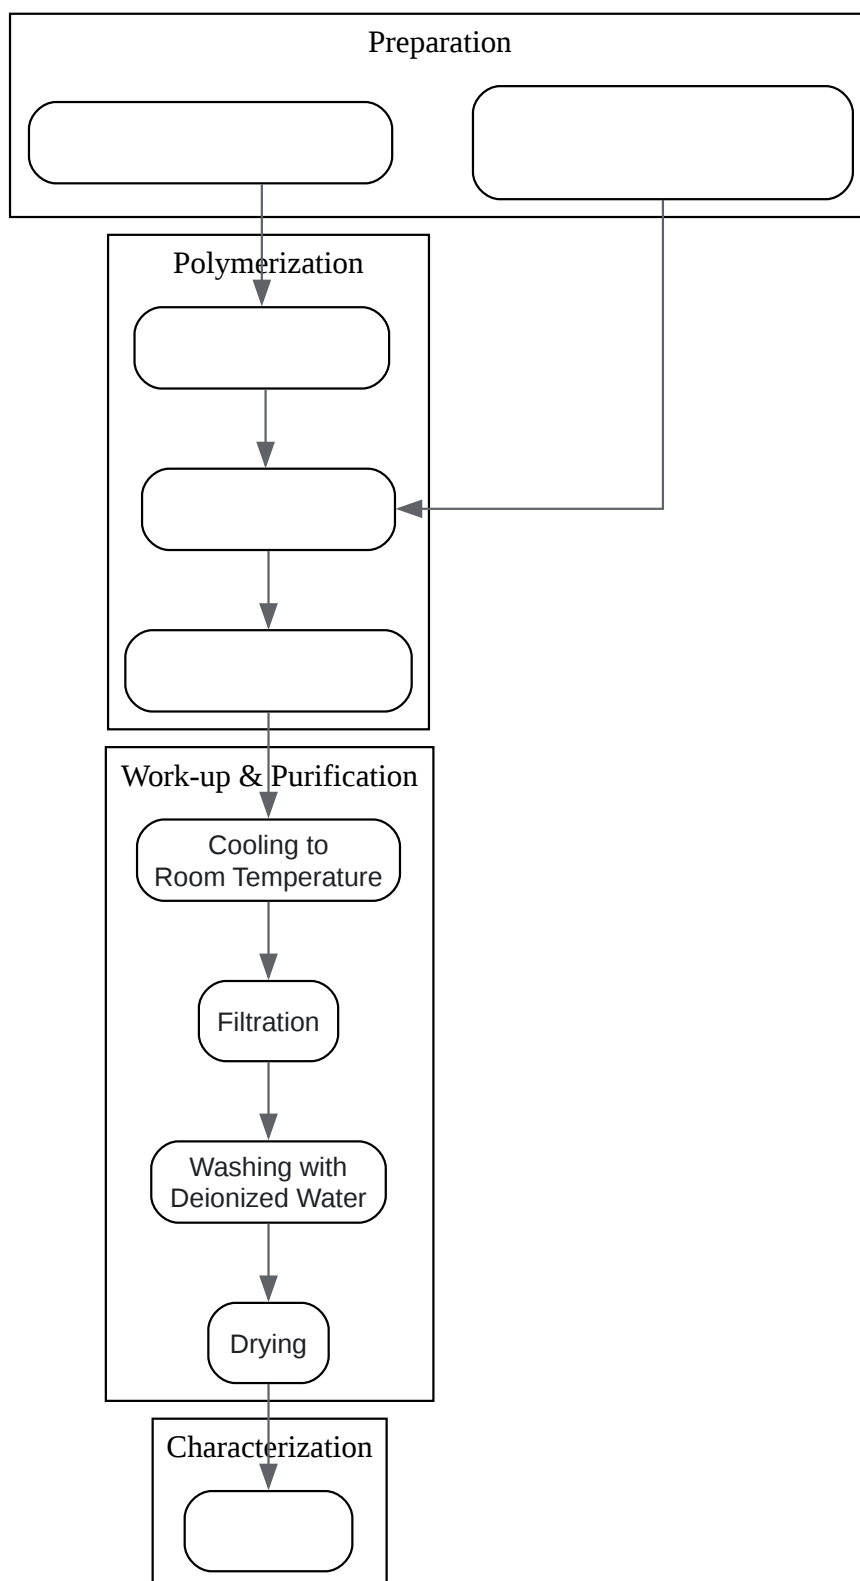 Preparation
Polymerization
Work-up & Purification
Cooling to
Room Temperature
Filtration
Washing with
Deionized Water
Drying
Characterization